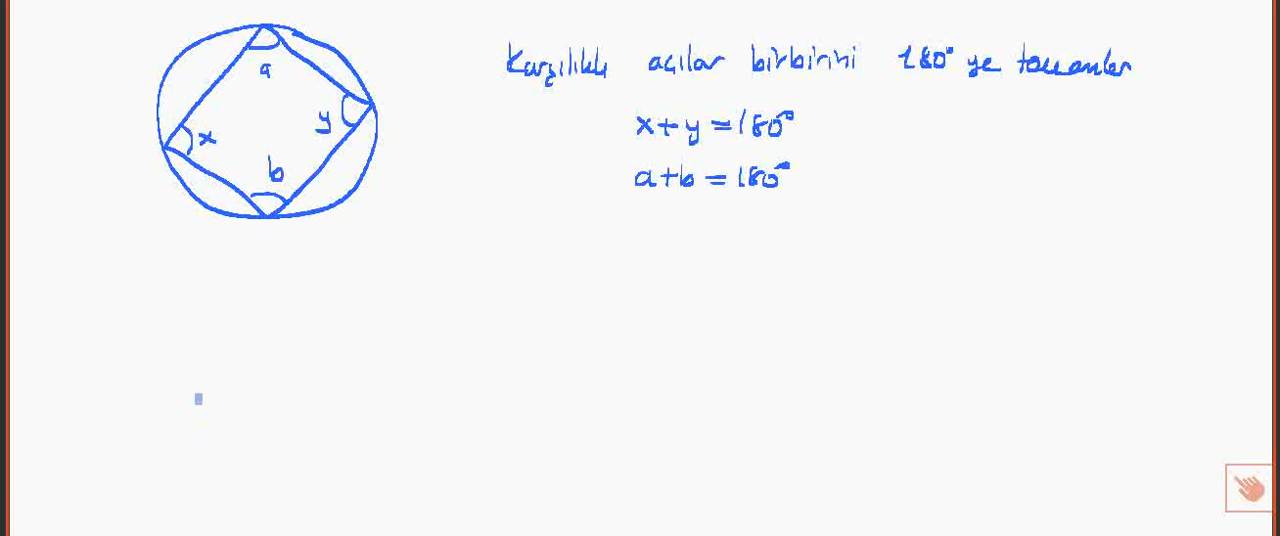 a
y
x
b
Karşılıklı açılar birbirini 180° ye tamamlar
x+y=180°
a+b=180°